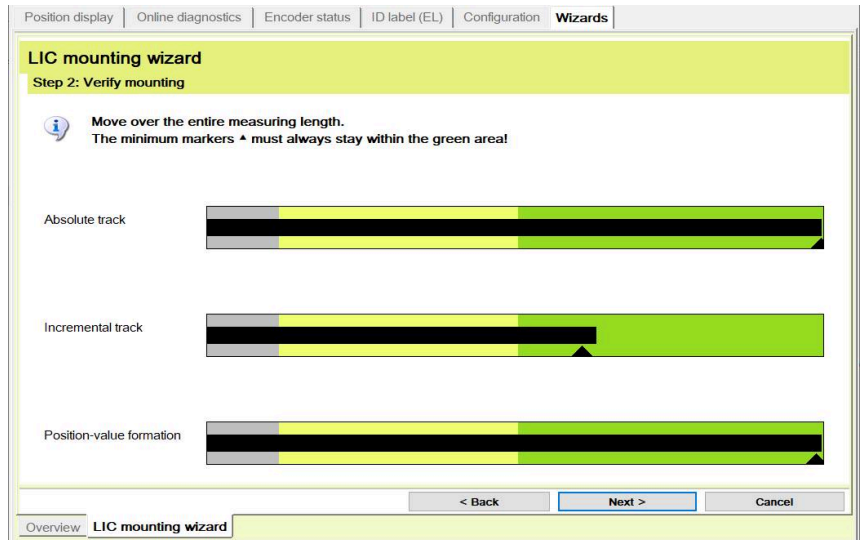 Position display Online diagnostics Encoder status ID label (EL) Configuration Wizards
LIC mounting wizard
Step 2: Verify mounting
Move over the entire measuring length.
The minimum markers ▲ must always stay within the green area!
Absolute track
Incremental track
Position-value formation
< Back Next > Cancel
Overview LIC mounting wizard